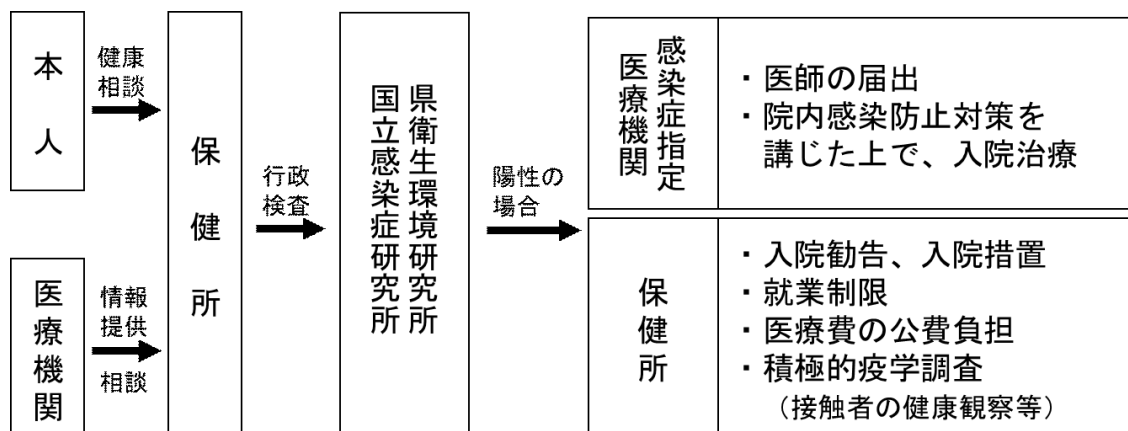 本人
健康
相談
医療機関
情報
提供
相談
保健所
行政
検査
県衛生環境研究所
国立感染症研究所
陽性の
場合
感染症指定
医療機関
・医師の届出
・院内感染防止対策を
講じた上で、入院治療
保健所
・入院勧告、入院措置
・就業制限
・医療費の公費負担
・積極的疫学調査
（接触者の健康観察等）